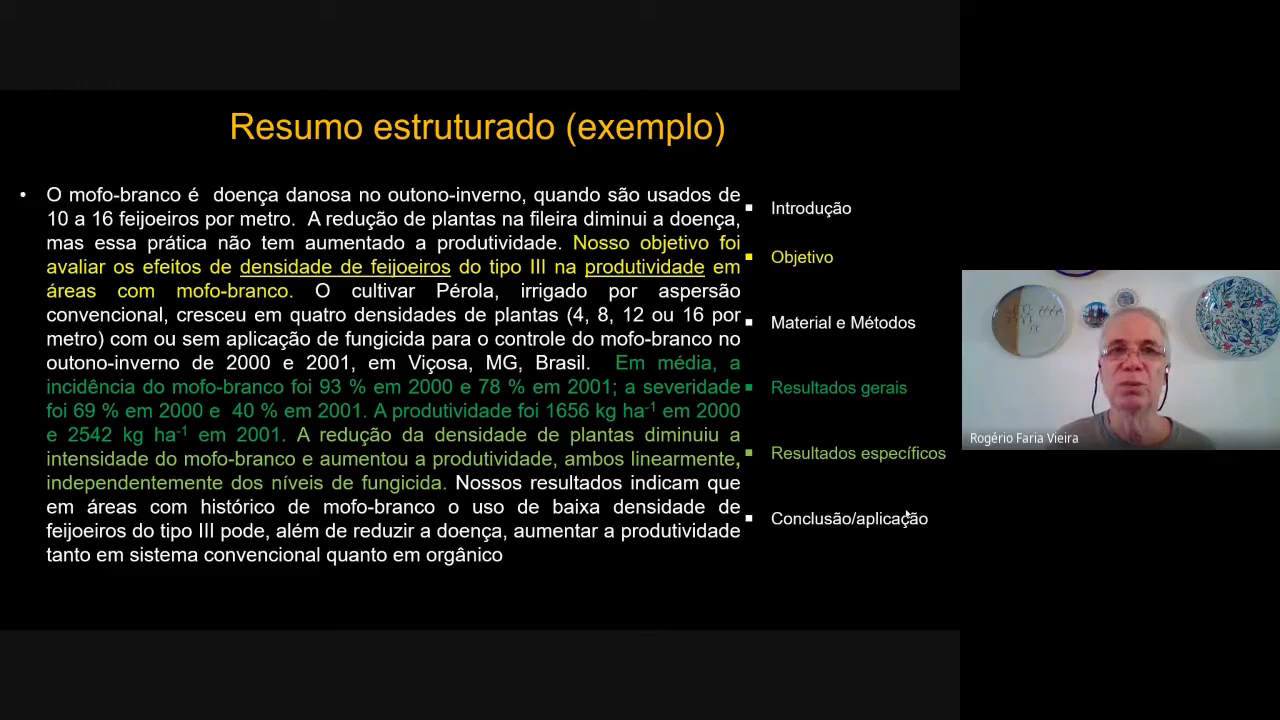 Resumo estruturado (exemplo)
• O mofo-branco é doença danosa no outono-inverno, quando são usados de
10 a 16 feijoeiros por metro. A redução de plantas na fileira diminui a doença,
mas essa prática não tem aumentado a produtividade. Nosso objetivo foi
avaliar os efeitos de densidade de feijoeiros do tipo III na produtividade em
áreas com mofo-branco. O cultivar Pérola, irrigado por aspersão
convencional, cresceu em quatro densidades de plantas (4, 8, 12 ou 16 por
metro) com ou sem aplicação de fungicida para o controle do mofo-branco no
outono-inverno de 2000 e 2001, em Viçosa, MG, Brasil. Em média, a
incidência do mofo-branco foi 93 % em 2000 e 78 % em 2001; a severidade
foi 69 % em 2000 e 40 % em 2001. A produtividade foi 1656 kg ha⁻¹ em 2000
e 2542 kg ha⁻¹ em 2001. A redução da densidade de plantas diminuiu a
intensidade do mofo-branco e aumentou a produtividade, ambos linearmente,
independentemente dos níveis de fungicida. Nossos resultados indicam que
em áreas com histórico de mofo-branco o uso de baixa densidade de
feijoeiros do tipo III pode, além de reduzir a doença, aumentar a produtividade
tanto em sistema convencional quanto em orgânico
▪ Introdução
▪ Objetivo
▪ Material e Métodos
▪ Resultados gerais
▪ Resultados específicos
▪ Conclusão/aplicação
Rogério Faria Vieira